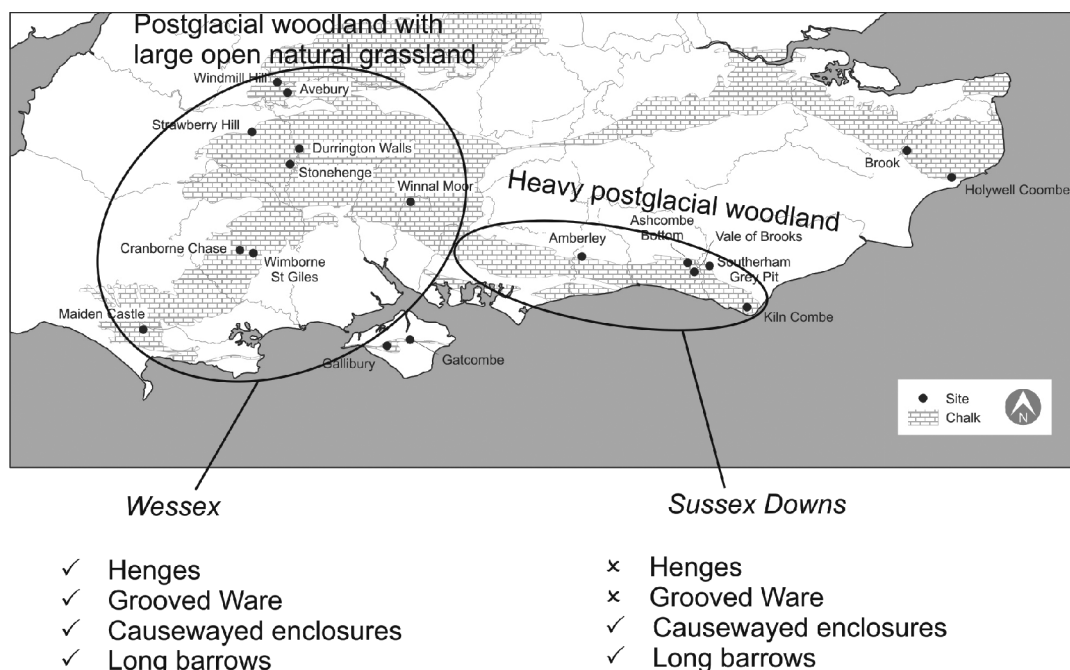 Postglacial woodland with
large open natural grassland
Windmill Hill
Avebury
Strawberry Hill
Durrington Walls
Stonehenge
Winnal Moor
Brook
Holywell Coombe
Heavy postglacial woodland
Ashcombe
Bottom
Vale of Brooks
Amberley
Southerham
Grey Pit
Cranborne Chase
Wimborne
St Giles
Kiln Combe
Maiden Castle
Gallibury
Gatcombe
Site
Chalk
N
Wessex
Sussex Downs
✓ Henges
✓ Grooved Ware
✓ Causewayed enclosures
✓ Long barrows
× Henges
× Grooved Ware
✓ Causewayed enclosures
✓ Long barrows